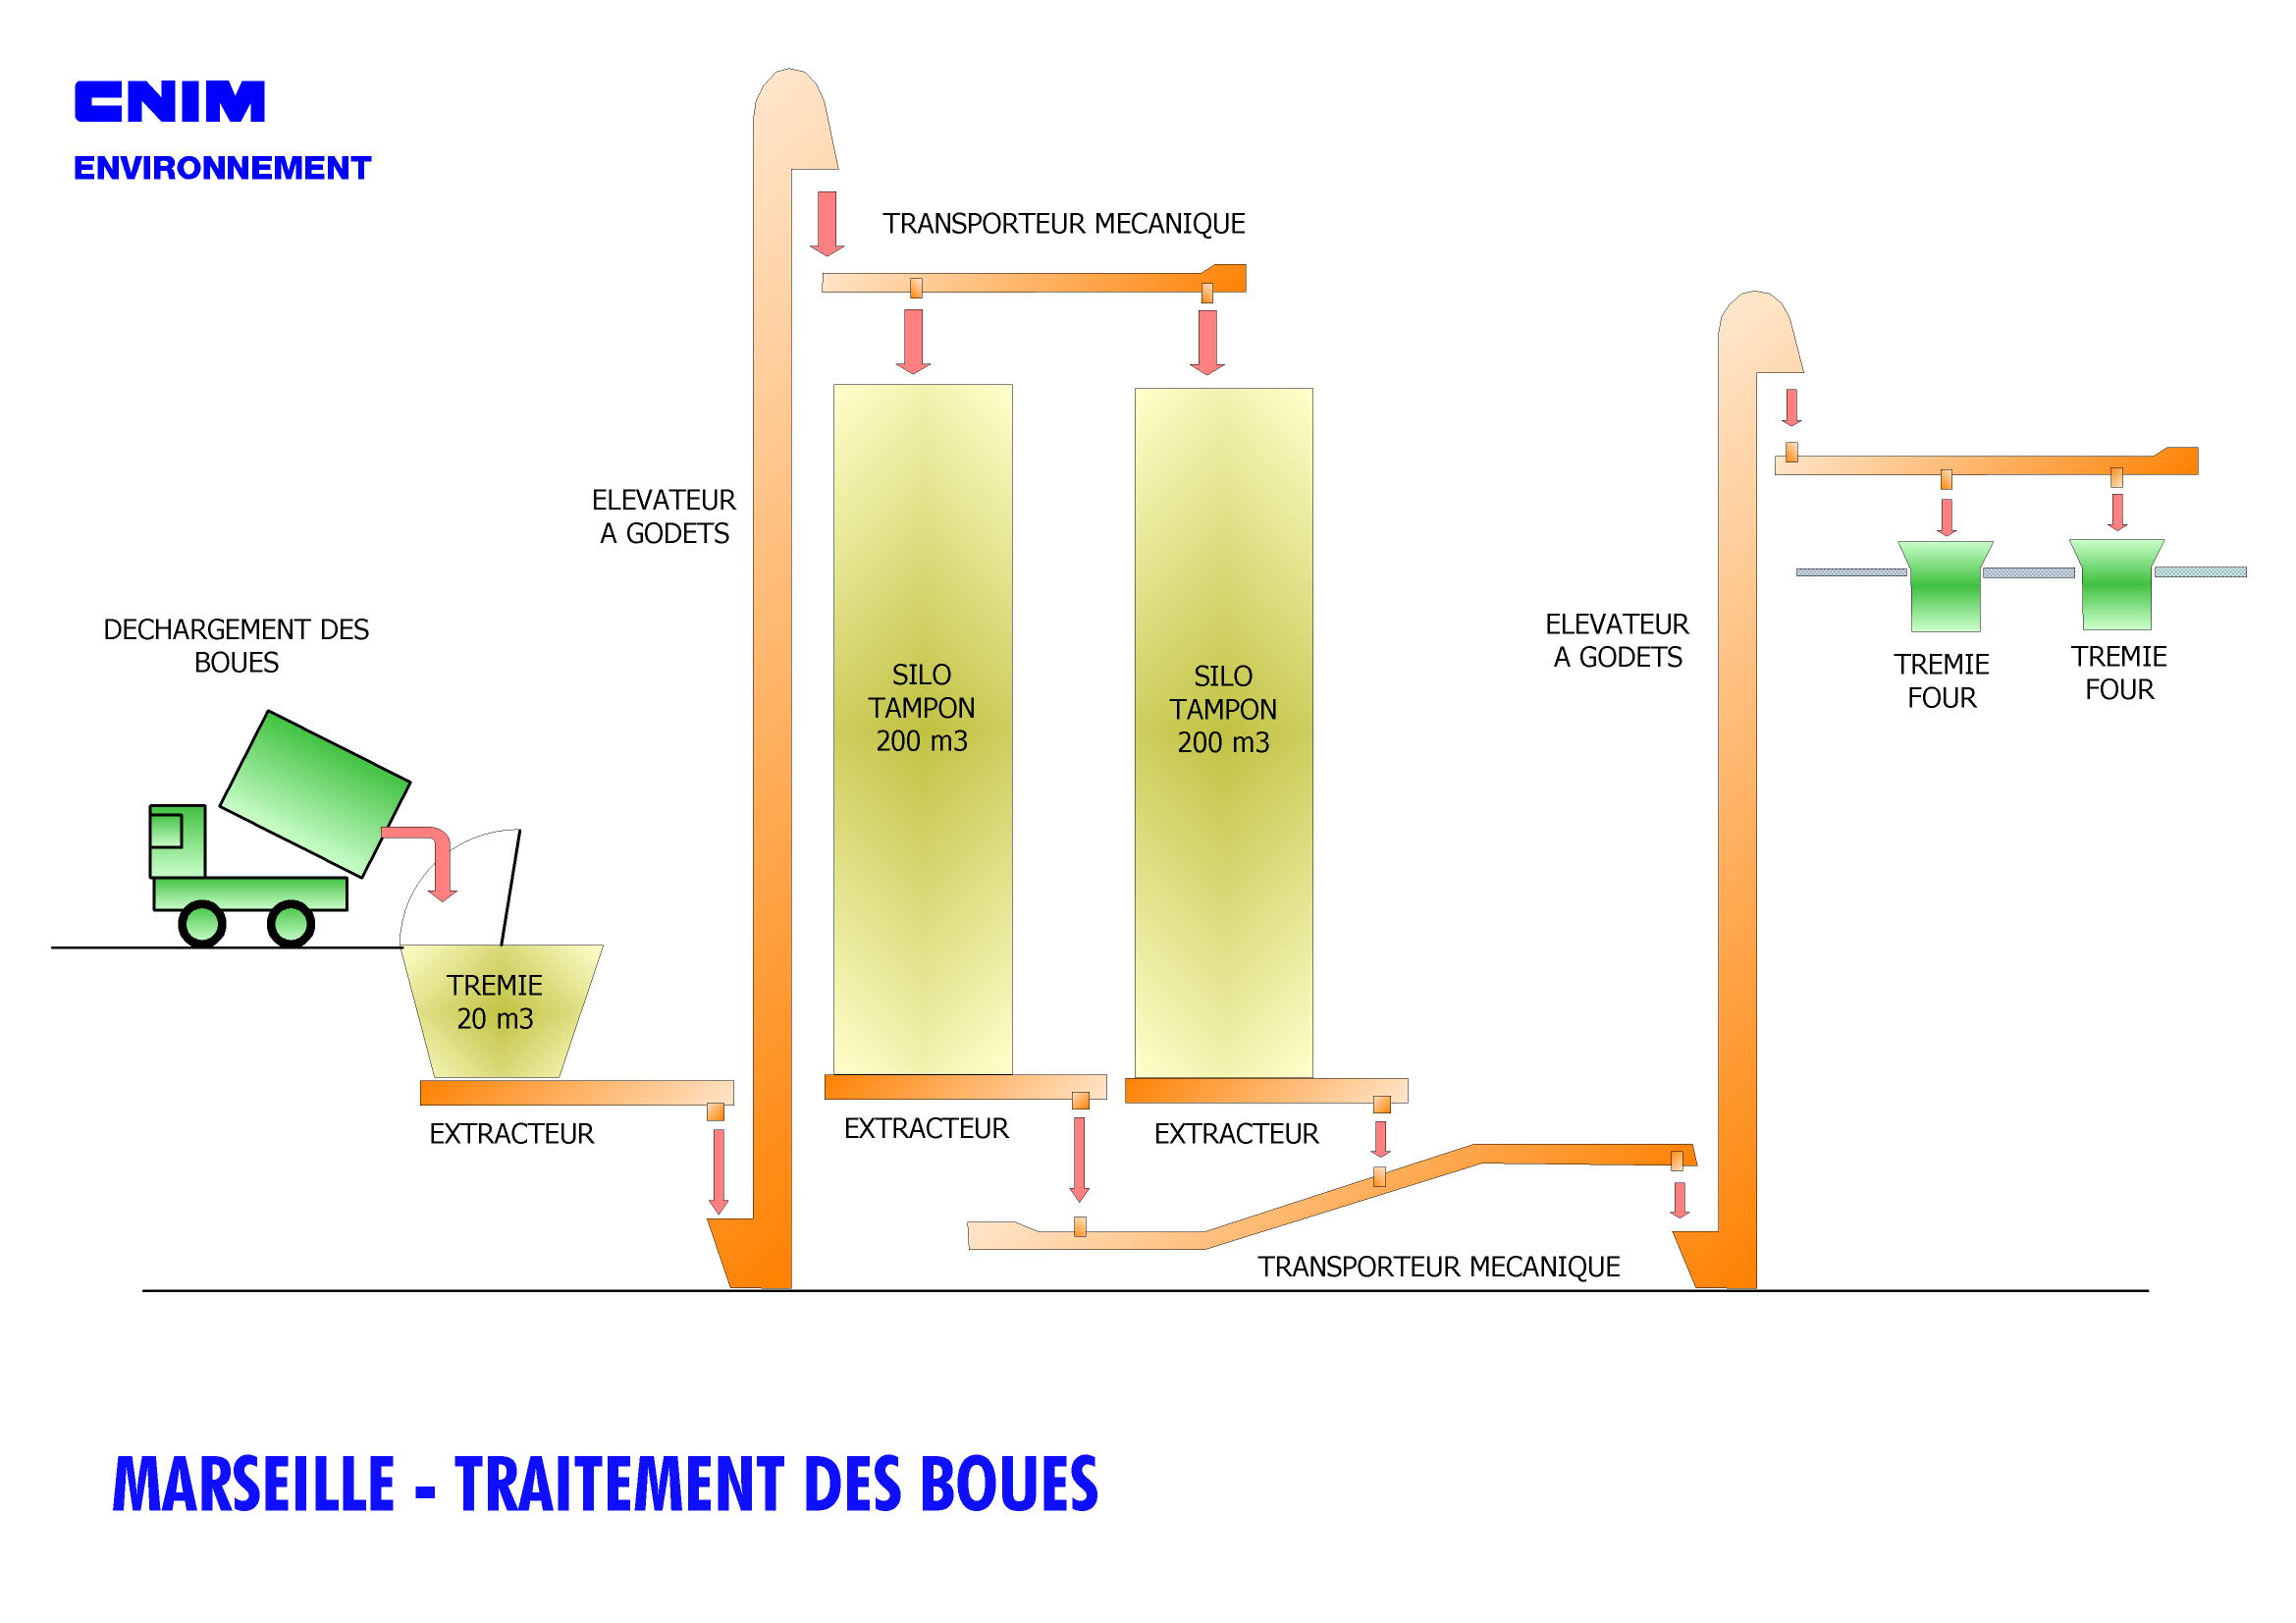 CNIM
ENVIRONNEMENT
TRANSPORTEUR MECANIQUE
ELEVATEUR
A GODETS
DECHARGEMENT DES
BOUES
SILO
TAMPON
200 m3
SILO
TAMPON
200 m3
ELEVATEUR
A GODETS
TREMIE
FOUR
TREMIE
FOUR
TREMIE
20 m3
EXTRACTEUR
EXTRACTEUR
EXTRACTEUR
TRANSPORTEUR MECANIQUE
MARSEILLE - TRAITEMENT DES BOUES